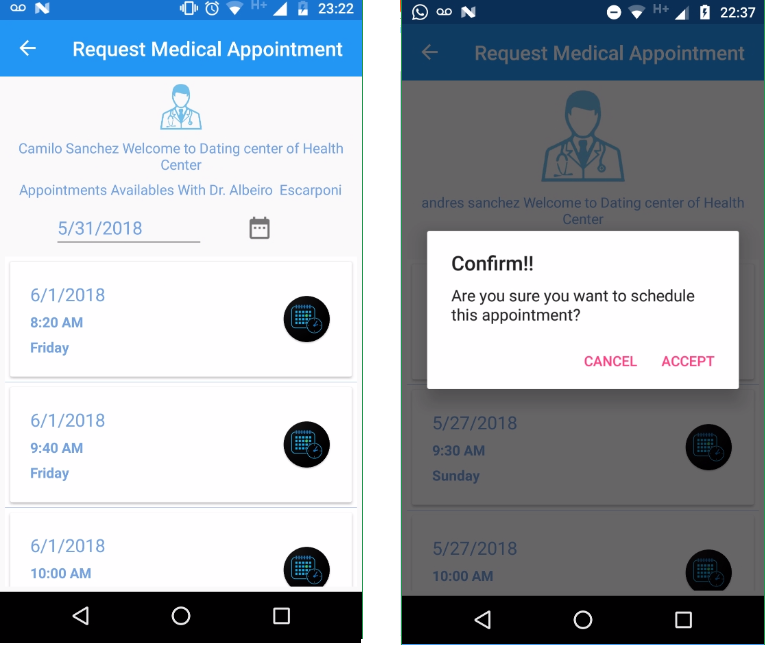 H+ 23:22
Request Medical Appointment
Camilo Sanchez Welcome to Dating center of Health
Center
Appointments Availables With Dr. Albeiro Escarponi
5/31/2018
6/1/2018
8:20 AM
Friday
6/1/2018
9:40 AM
Friday
6/1/2018
10:00 AM
H+ 22:37
Request Medical Appointment
andres sanchez Welcome to Dating center of Health
Center
Confirm!!
Are you sure you want to schedule
this appointment?
CANCEL ACCEPT
5/27/2018
9:30 AM
Sunday
5/27/2018
10:00 AM